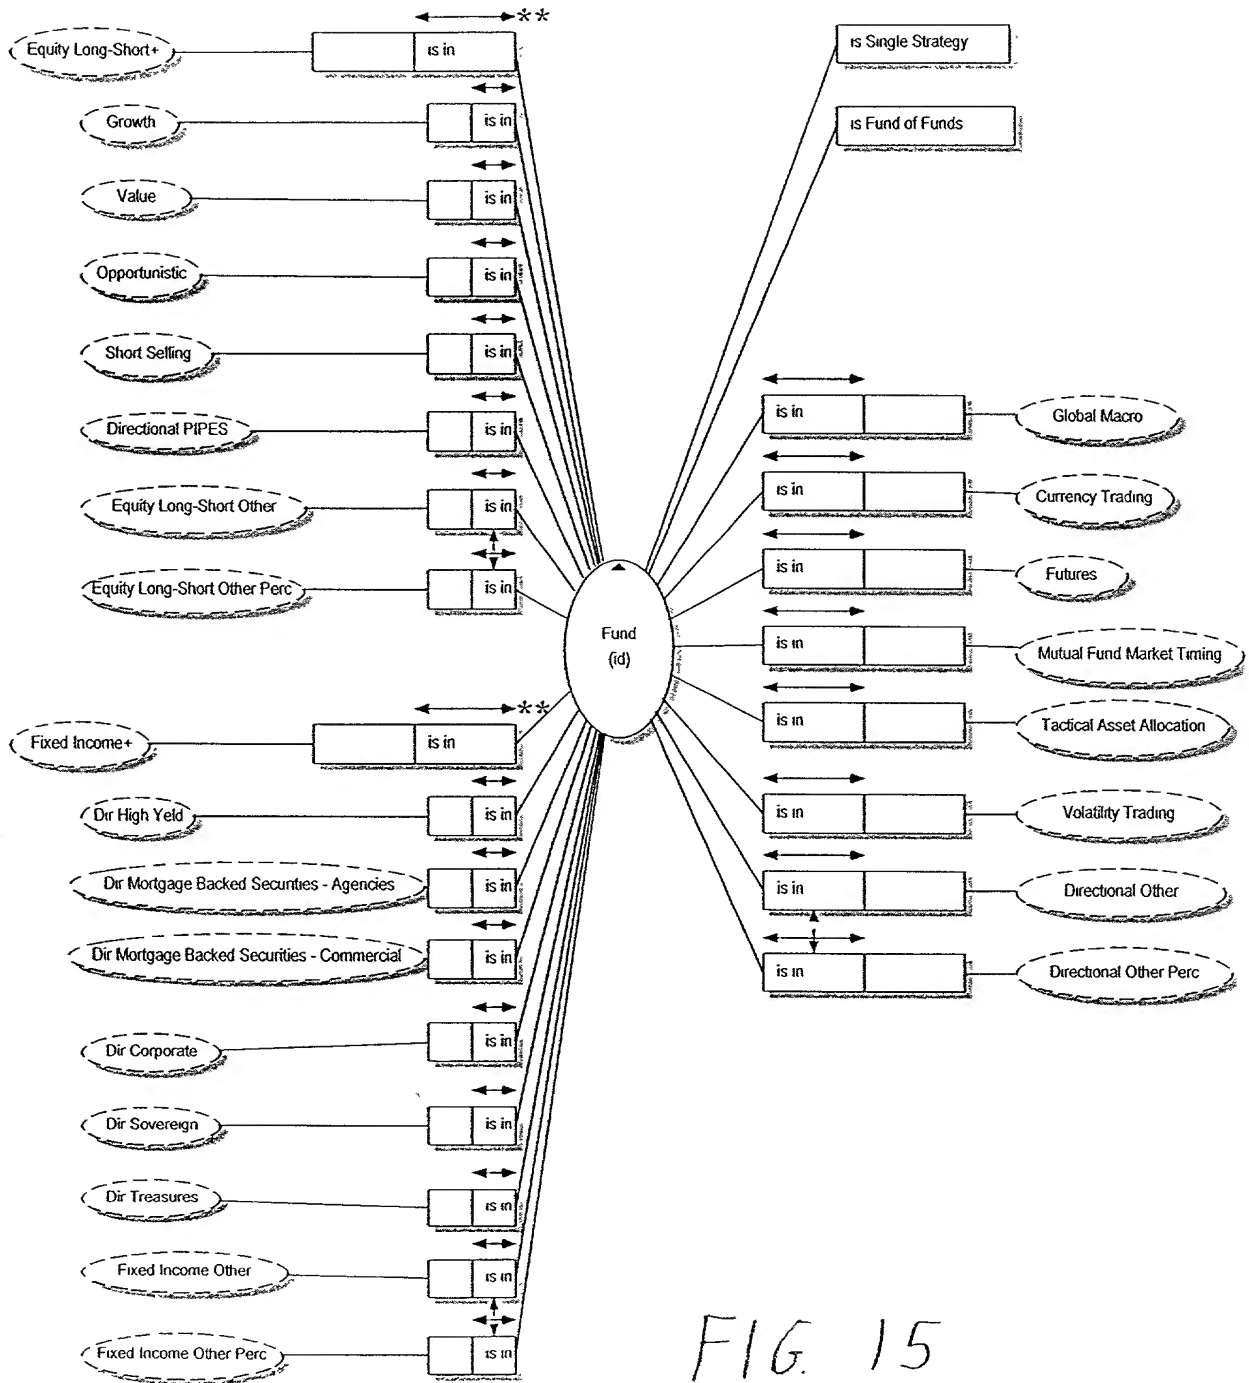 **
Equity Long-Short+
is in
Growth
is in
Value
is in
Opportunistic
is in
Short Selling
is in
Directional PIPES
is in
Equity Long-Short Other
is in
Equity Long-Short Other Perc
is in
**
Fixed Income+
is in
Dir High Yeld
is in
Dir Mortgage Backed Securities - Agencies
is in
Dir Mortgage Backed Securities - Commercial
is in
Dir Corporate
is in
Dir Sovereign
is in
Dir Treasures
is in
Fixed Income Other
is in
Fixed Income Other Perc
is in
Fund
(id)
is Single Strategy
is Fund of Funds
is in
Global Macro
is in
Currency Trading
is in
Futures
is in
Mutual Fund Market Timing
is in
Tactical Asset Allocation
is in
Volatility Trading
is in
Directional Other
is in
Directional Other Perc
FIG. 15